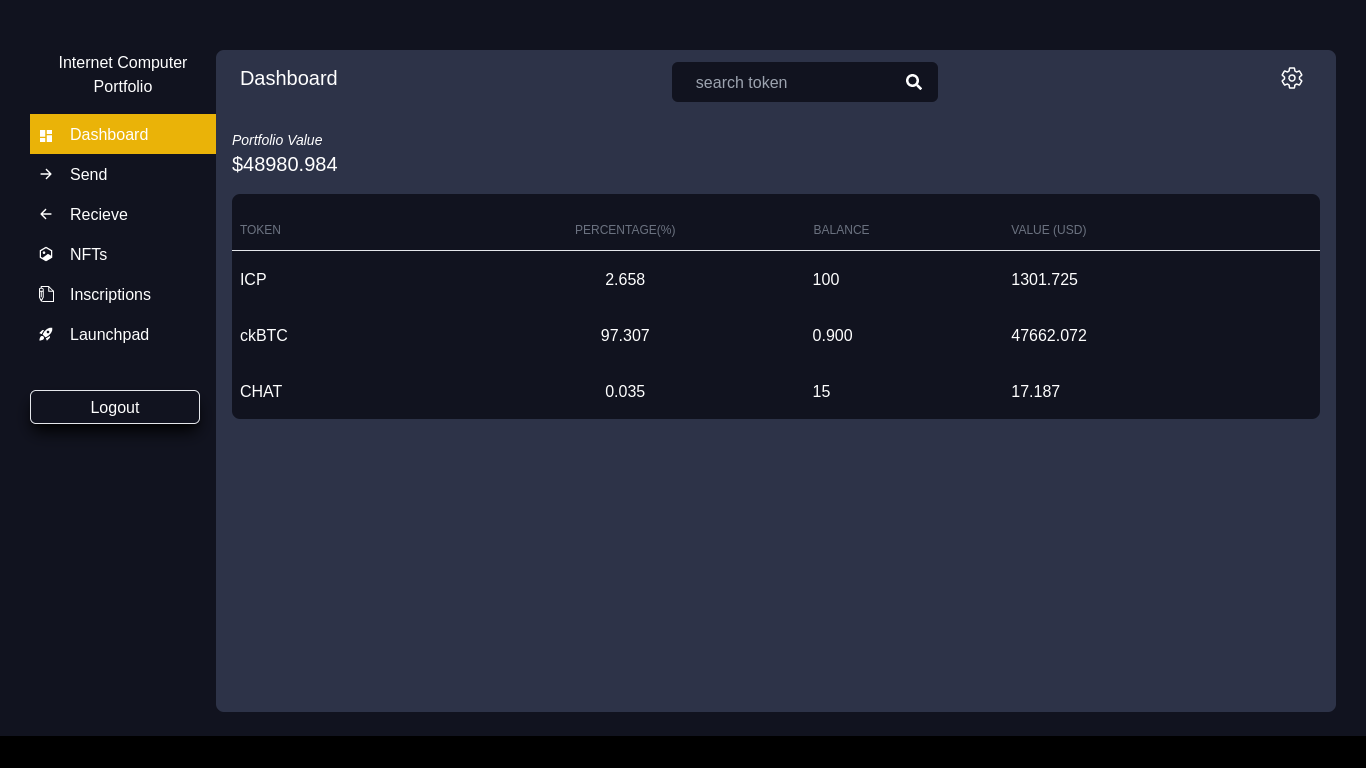 Internet Computer
Portfolio
Dashboard
Send
Recieve
NFTs
Inscriptions
Launchpad
Logout
Dashboard
search token
Portfolio Value
$48980.984
TOKEN PERCENTAGE(%) BALANCE VALUE (USD)
ICP 2.658 100 1301.725
ckBTC 97.307 0.900 47662.072
CHAT 0.035 15 17.187